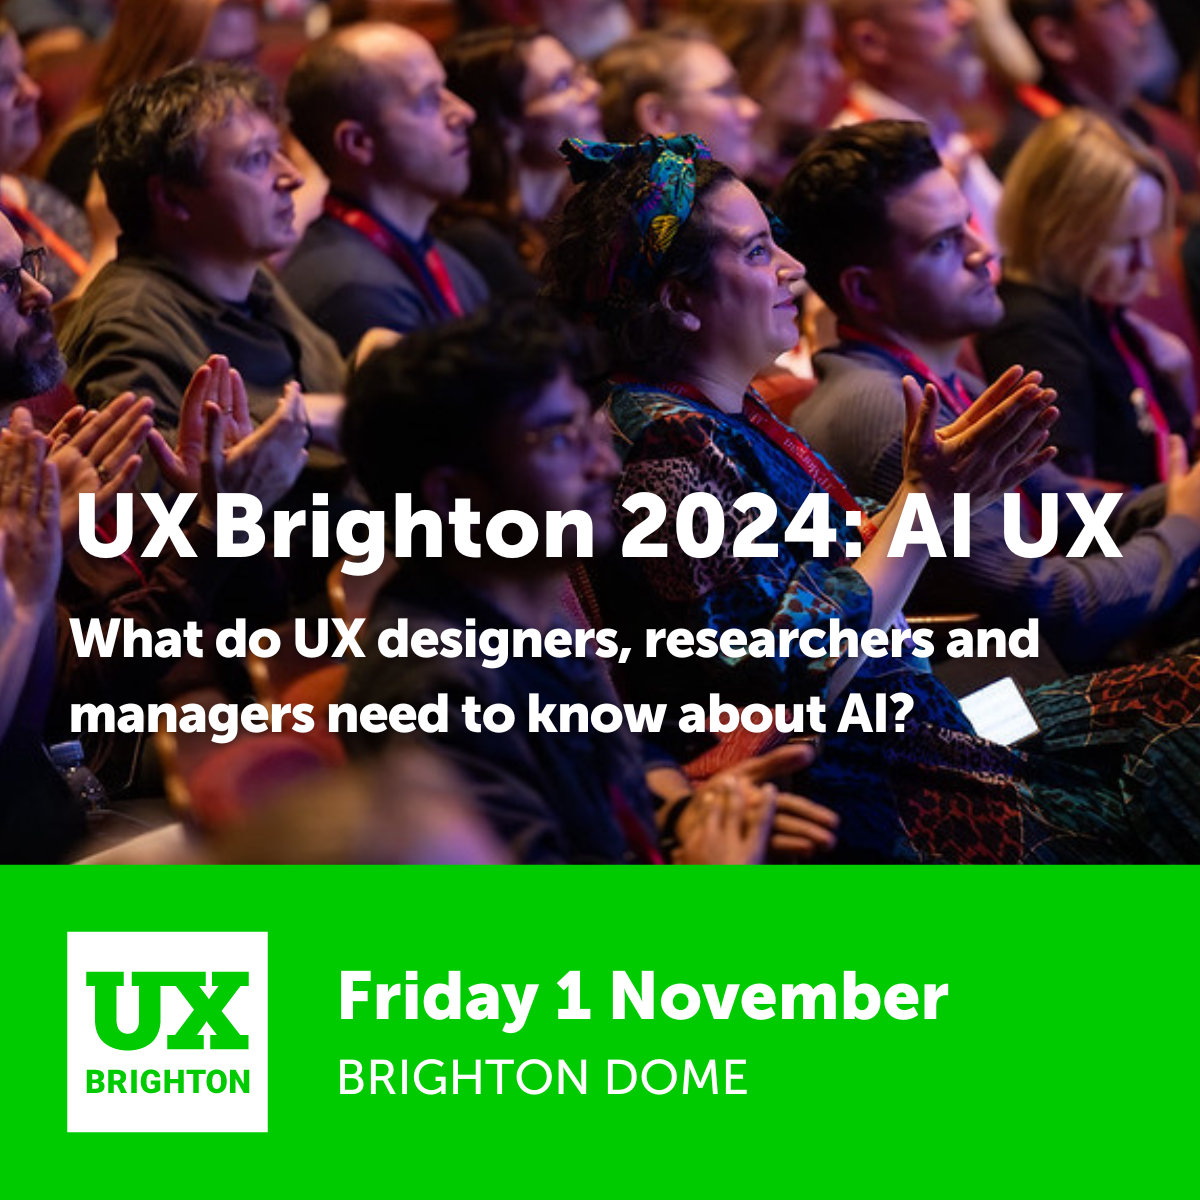 UX Brighton 2024: AI UX
What do UX designers, researchers and
managers need to know about AI?
UX
BRIGHTON
Friday 1 November
BRIGHTON DOME